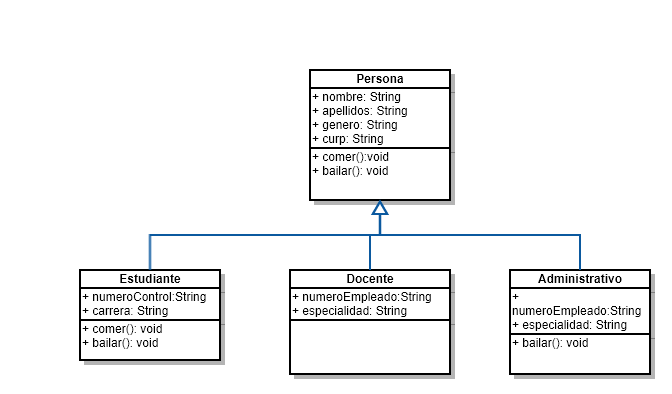 Persona
+ nombre: String
+ apellidos: String
+ genero: String
+ curp: String
+ comer():void
+ bailar(): void
Estudiante
+ numeroControl:String
+ carrera: String
+ comer(): void
+ bailar(): void
Docente
+ numeroEmpleado:String
+ especialidad: String
Administrativo
+
numeroEmpleado:String
+ especialidad: String
+ bailar(): void